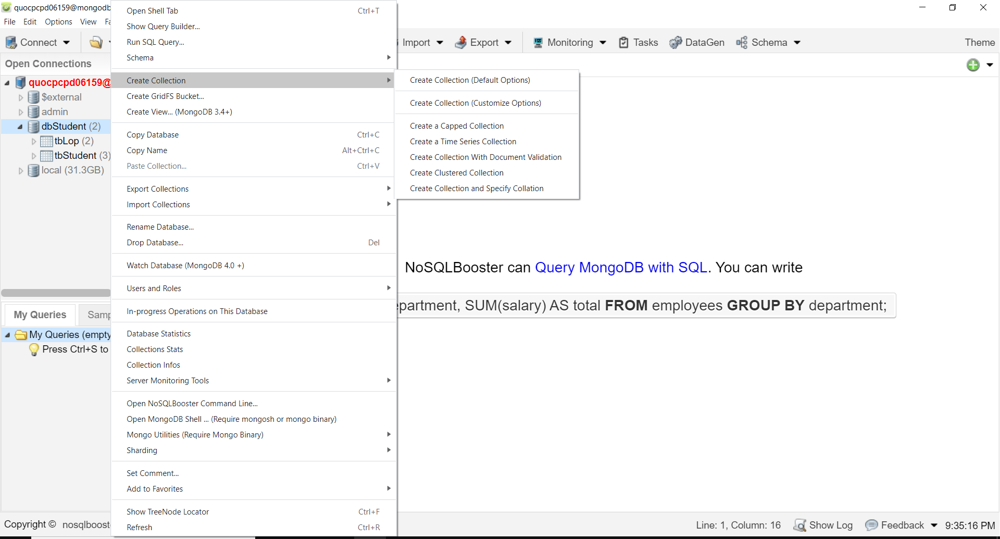 quocpcpd06159@mongodb
File Edit Options View Fa
Connect Import Export Monitoring Tasks DataGen Schema Theme
Open Connections
quocpcpd06159@
$external
admin
dbStudent (2)
tbLop (2)
tbStudent (3)
local (31.3GB)
My Queries Samp
My Queries (empty
Press Ctrl+S to
Open Shell Tab Ctrl+T
Show Query Builder...
Run SQL Query...
Schema
Create Collection
Create GridFS Bucket...
Create View... (MongoDB 3.4+)
Copy Database Ctrl+C
Copy Name Alt+Ctrl+C
Paste Collection... Ctrl+V
Export Collections
Import Collections
Rename Database...
Drop Database... Del
Watch Database (MongoDB 4.0 +)
Users and Roles
In-progress Operations on This Database
Database Statistics
Collections Stats
Collection Infos
Server Monitoring Tools
Open NoSQLBooster Command Line...
Open MongoDB Shell ... (Require mongosh or mongo binary)
Mongo Utilities (Require Mongo Binary)
Sharding
Set Comment...
Add to Favorites
Show TreeNode Locator Ctrl+F
Refresh Ctrl+R
Create Collection (Default Options)
Create Collection (Customize Options)
Create a Capped Collection
Create a Time Series Collection
Create Collection With Document Validation
Create Clustered Collection
Create Collection and Specify Collation
NoSQLBooster can Query MongoDB with SQL. You can write
epartment, SUM(salary) AS total FROM employees GROUP BY department;
Copyright © nosqlboost
Line: 1, Column: 16 Show Log Feedback 9:35:16 PM